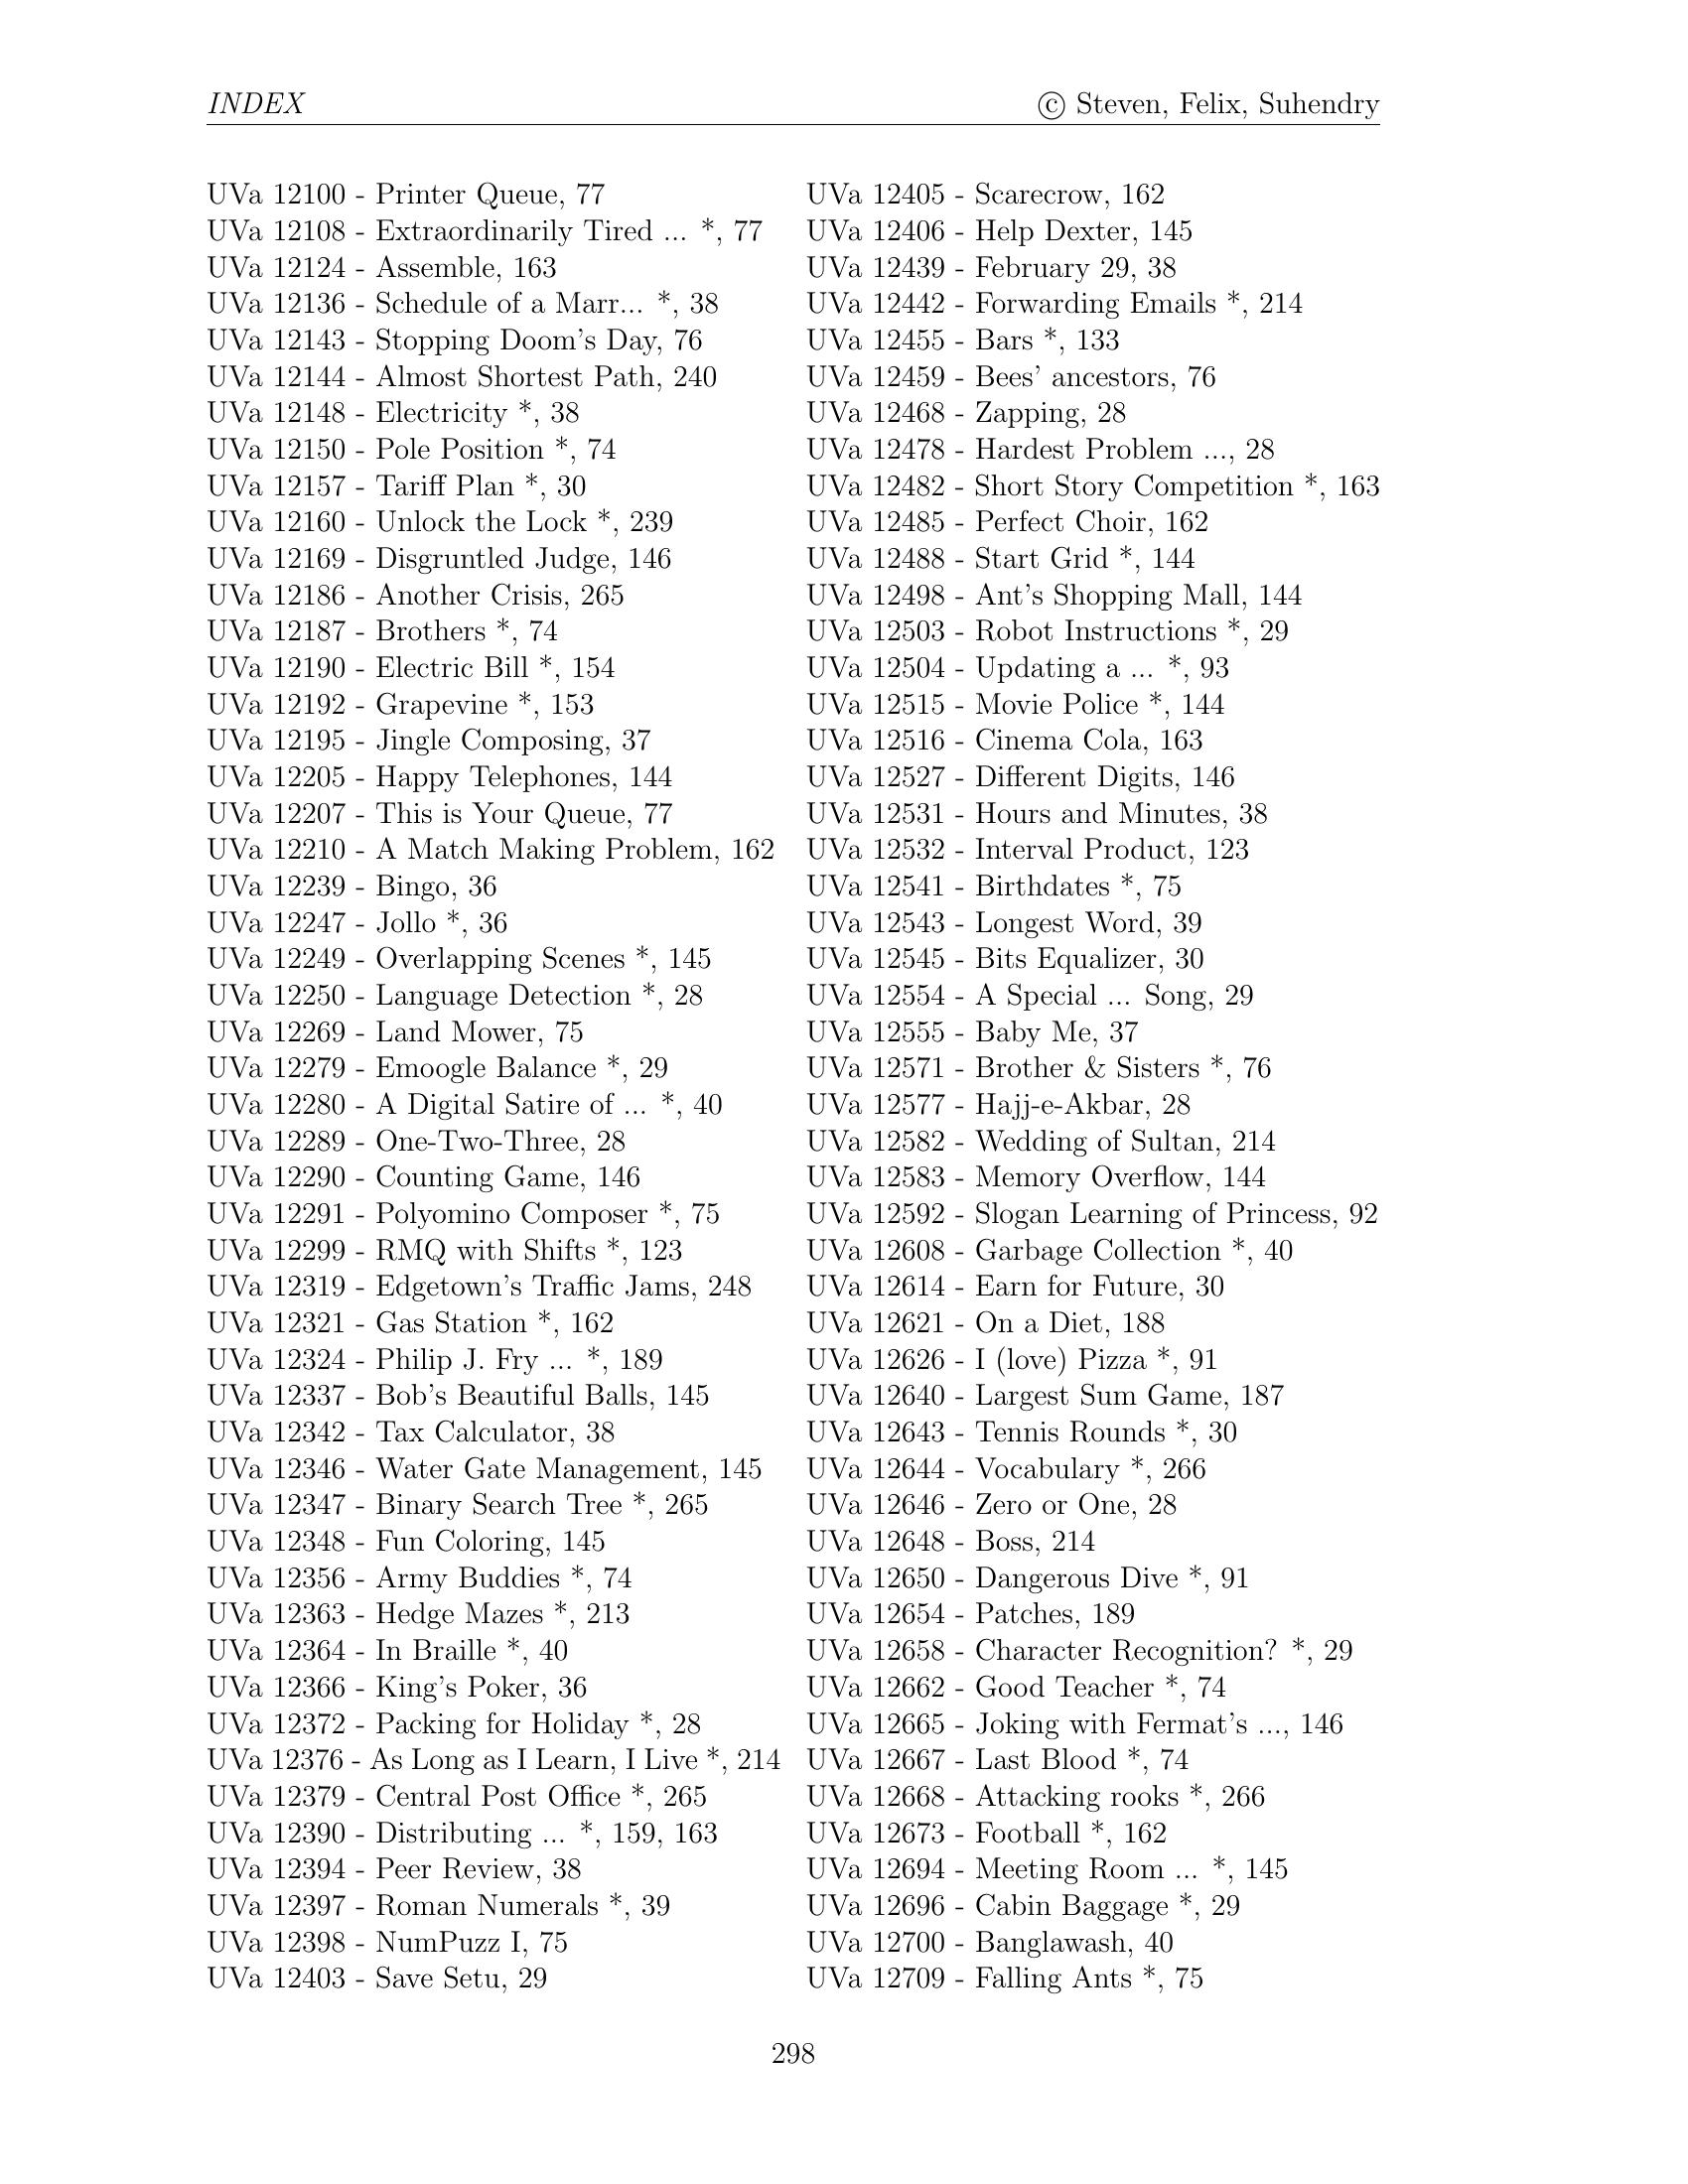 INDEX
© Steven, Felix, Suhendry
UVa 12100 - Printer Queue, 77
UVa 12108 - Extraordinarily Tired ... *, 77
UVa 12124 - Assemble, 163
UVa 12136 - Schedule of a Marr... *, 38
UVa 12143 - Stopping Doom's Day, 76
UVa 12144 - Almost Shortest Path, 240
UVa 12148 - Electricity *, 38
UVa 12150 - Pole Position *, 74
UVa 12157 - Tariff Plan *, 30
UVa 12160 - Unlock the Lock *, 239
UVa 12169 - Disgruntled Judge, 146
UVa 12186 - Another Crisis, 265
UVa 12187 - Brothers *, 74
UVa 12190 - Electric Bill *, 154
UVa 12192 - Grapevine *, 153
UVa 12195 - Jingle Composing, 37
UVa 12205 - Happy Telephones, 144
UVa 12207 - This is Your Queue, 77
UVa 12210 - A Match Making Problem, 162
UVa 12239 - Bingo, 36
UVa 12247 - Jollo *, 36
UVa 12249 - Overlapping Scenes *, 145
UVa 12250 - Language Detection *, 28
UVa 12269 - Land Mower, 75
UVa 12279 - Emoogle Balance *, 29
UVa 12280 - A Digital Satire of ... *, 40
UVa 12289 - One-Two-Three, 28
UVa 12290 - Counting Game, 146
UVa 12291 - Polyomino Composer *, 75
UVa 12299 - RMQ with Shifts *, 123
UVa 12319 - Edgetown's Traffic Jams, 248
UVa 12321 - Gas Station *, 162
UVa 12324 - Philip J. Fry ... *, 189
UVa 12337 - Bob's Beautiful Balls, 145
UVa 12342 - Tax Calculator, 38
UVa 12346 - Water Gate Management, 145
UVa 12347 - Binary Search Tree *, 265
UVa 12348 - Fun Coloring, 145
UVa 12356 - Army Buddies *, 74
UVa 12363 - Hedge Mazes *, 213
UVa 12364 - In Braille *, 40
UVa 12366 - King's Poker, 36
UVa 12372 - Packing for Holiday *, 28
UVa 12376 - As Long as I Learn, I Live *, 214
UVa 12379 - Central Post Office *, 265
UVa 12390 - Distributing ... *, 159, 163
UVa 12394 - Peer Review, 38
UVa 12397 - Roman Numerals *, 39
UVa 12398 - NumPuzz I, 75
UVa 12403 - Save Setu, 29
UVa 12405 - Scarecrow, 162
UVa 12406 - Help Dexter, 145
UVa 12439 - February 29, 38
UVa 12442 - Forwarding Emails *, 214
UVa 12455 - Bars *, 133
UVa 12459 - Bees' ancestors, 76
UVa 12468 - Zapping, 28
UVa 12478 - Hardest Problem ..., 28
UVa 12482 - Short Story Competition *, 163
UVa 12485 - Perfect Choir, 162
UVa 12488 - Start Grid *, 144
UVa 12498 - Ant's Shopping Mall, 144
UVa 12503 - Robot Instructions *, 29
UVa 12504 - Updating a ... *, 93
UVa 12515 - Movie Police *, 144
UVa 12516 - Cinema Cola, 163
UVa 12527 - Different Digits, 146
UVa 12531 - Hours and Minutes, 38
UVa 12532 - Interval Product, 123
UVa 12541 - Birthdates *, 75
UVa 12543 - Longest Word, 39
UVa 12545 - Bits Equalizer, 30
UVa 12554 - A Special ... Song, 29
UVa 12555 - Baby Me, 37
UVa 12571 - Brother & Sisters *, 76
UVa 12577 - Hajj-e-Akbar, 28
UVa 12582 - Wedding of Sultan, 214
UVa 12583 - Memory Overflow, 144
UVa 12592 - Slogan Learning of Princess, 92
UVa 12608 - Garbage Collection *, 40
UVa 12614 - Earn for Future, 30
UVa 12621 - On a Diet, 188
UVa 12626 - I (love) Pizza *, 91
UVa 12640 - Largest Sum Game, 187
UVa 12643 - Tennis Rounds *, 30
UVa 12644 - Vocabulary *, 266
UVa 12646 - Zero or One, 28
UVa 12648 - Boss, 214
UVa 12650 - Dangerous Dive *, 91
UVa 12654 - Patches, 189
UVa 12658 - Character Recognition? *, 29
UVa 12662 - Good Teacher *, 74
UVa 12665 - Joking with Fermat's ..., 146
UVa 12667 - Last Blood *, 74
UVa 12668 - Attacking rooks *, 266
UVa 12673 - Football *, 162
UVa 12694 - Meeting Room ... *, 145
UVa 12696 - Cabin Baggage *, 29
UVa 12700 - Banglawash, 40
UVa 12709 - Falling Ants *, 75
298